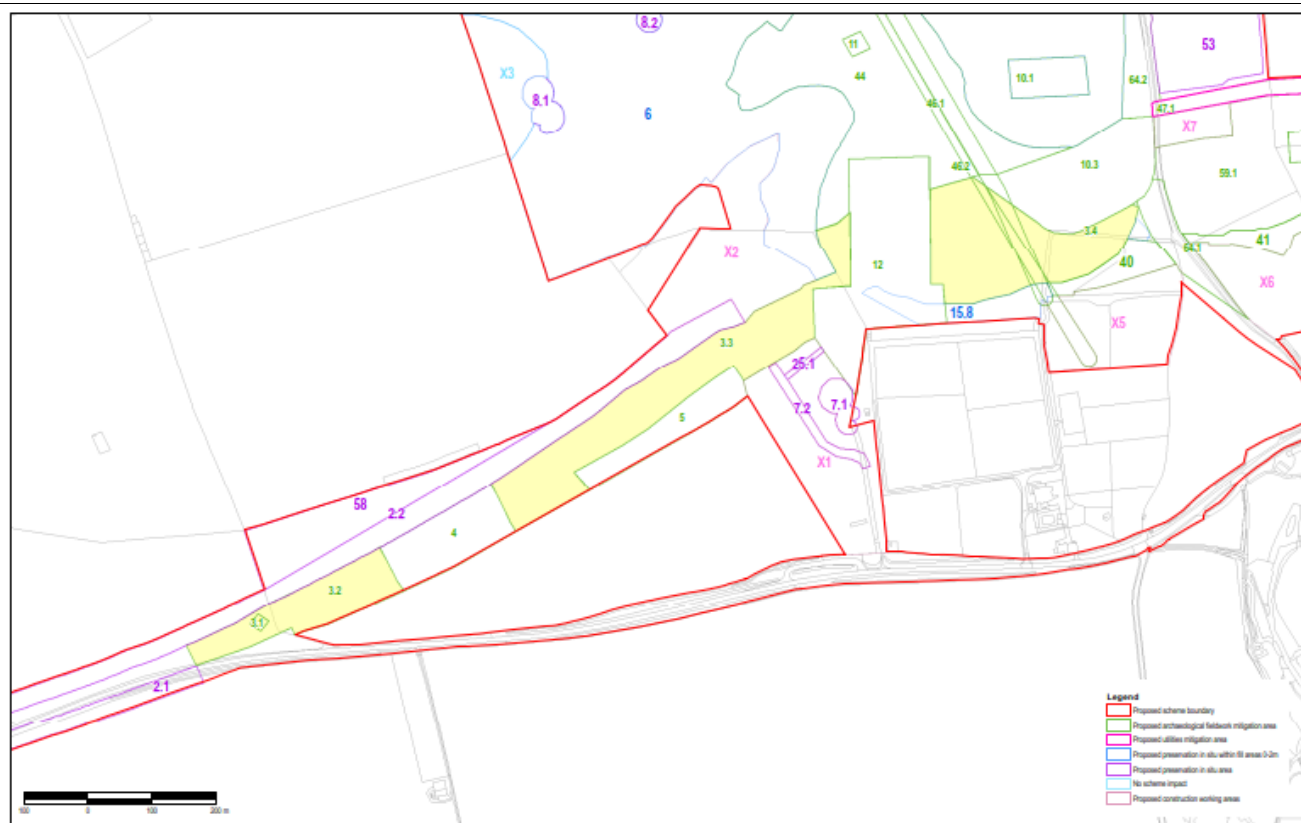 8.2
53
11
44
X3
10.1
64.2
8.1
6
46.1
47.1
X7
46.2
10.3
59.1
3.4
41
X2
12
40
64.1
X6
15.8
X5
3.3
25.1
7.2
7.1
5
X1
58
2.2
4
3.2
3.1
2.1
Legend
Proposed scheme boundary
Proposed archaeological fieldwork mitigation area
Proposed utilities mitigation area
Proposed preservation in situ within fill areas 0-2m
Proposed preservation in situ area
No scheme impact
Proposed construction working areas
100 0 100 200 m